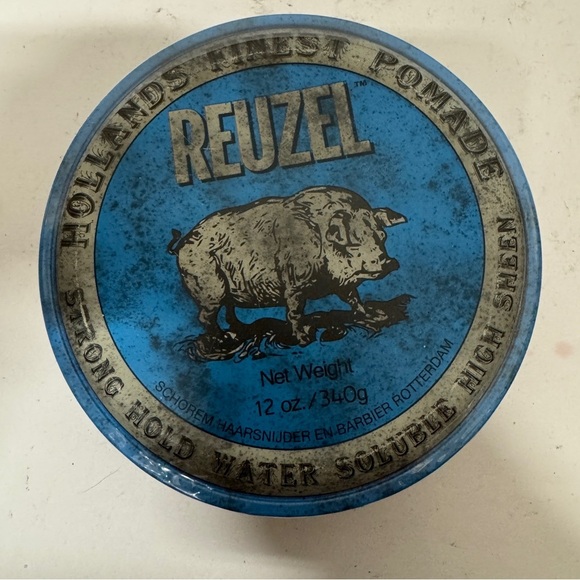 HOLLANDS FINEST POMADE
REUZEL™
Net Weight
12 oz./340g
SCHOREM HAARSNIJDER EN BARBIER ROTTERDAM
STRONG HOLD WATER SOLUBLE HIGH SHEEN